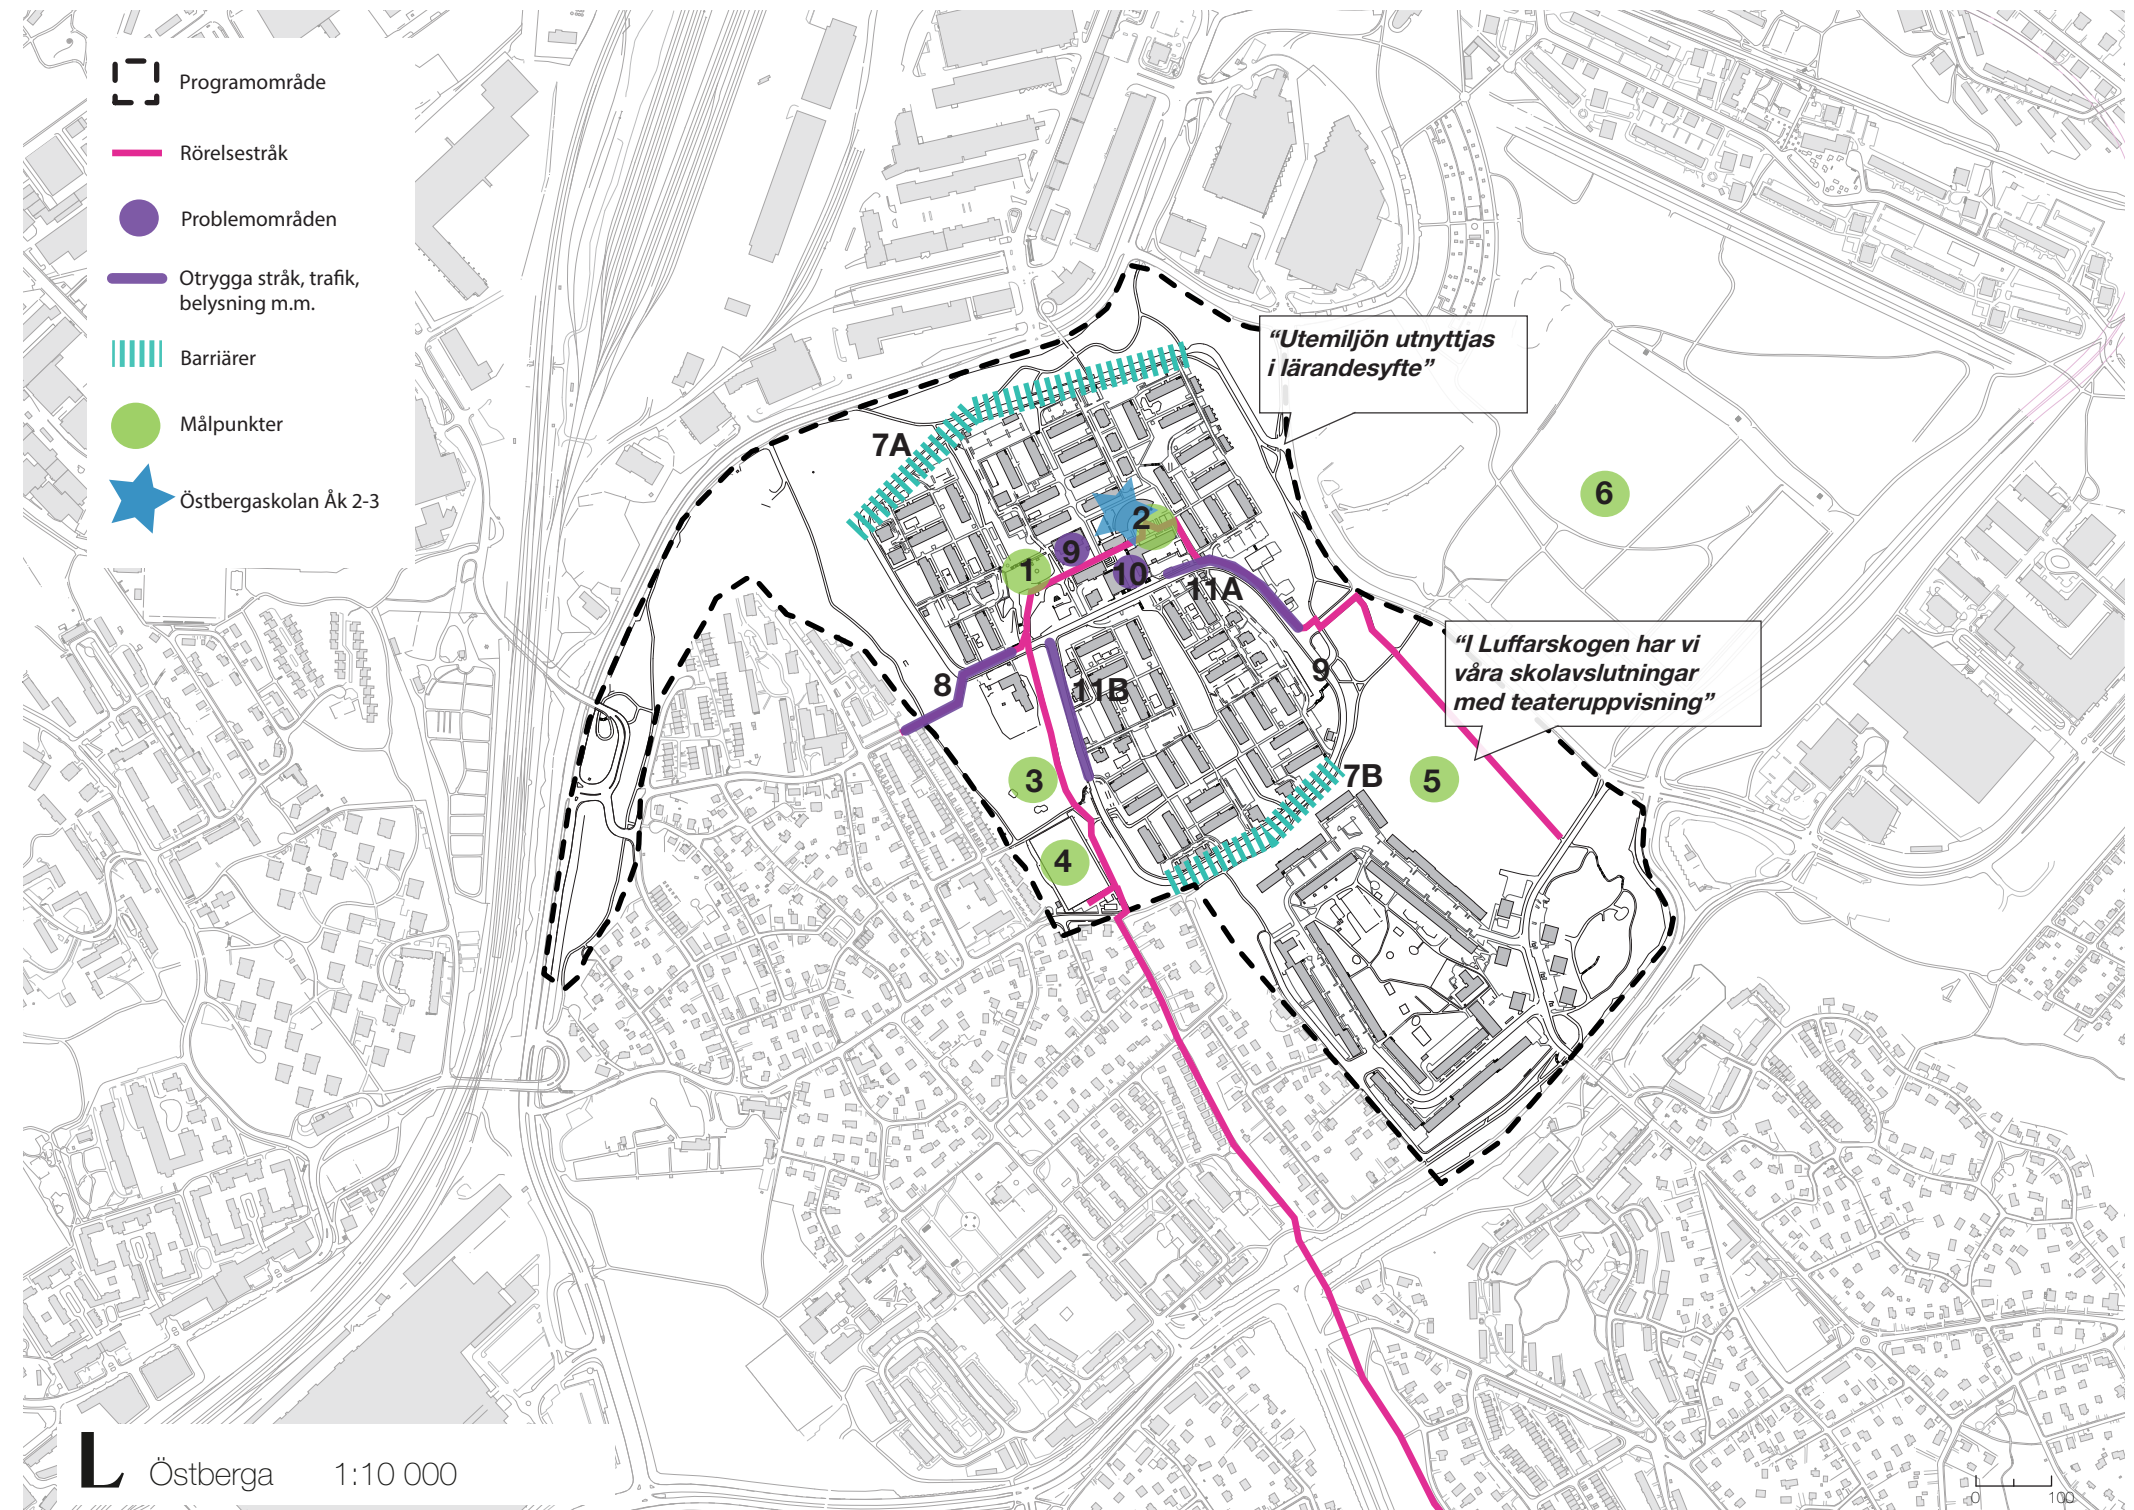 Programområde
Rörelsestråk
Problemområden
Otrygga stråk, trafik,
belysning m.m.
Barriärer
Målpunkter
Östbergaskolan Åk 2-3
“Utemiljön utnyttjas
i lärandesyfte”
7A
6
2
9
1
10
11A
“I Luffarskogen har vi
våra skolavslutningar
med teateruppvisning”
9
8
11B
3
7B
5
4
L Östberga 1:10 000
0 100